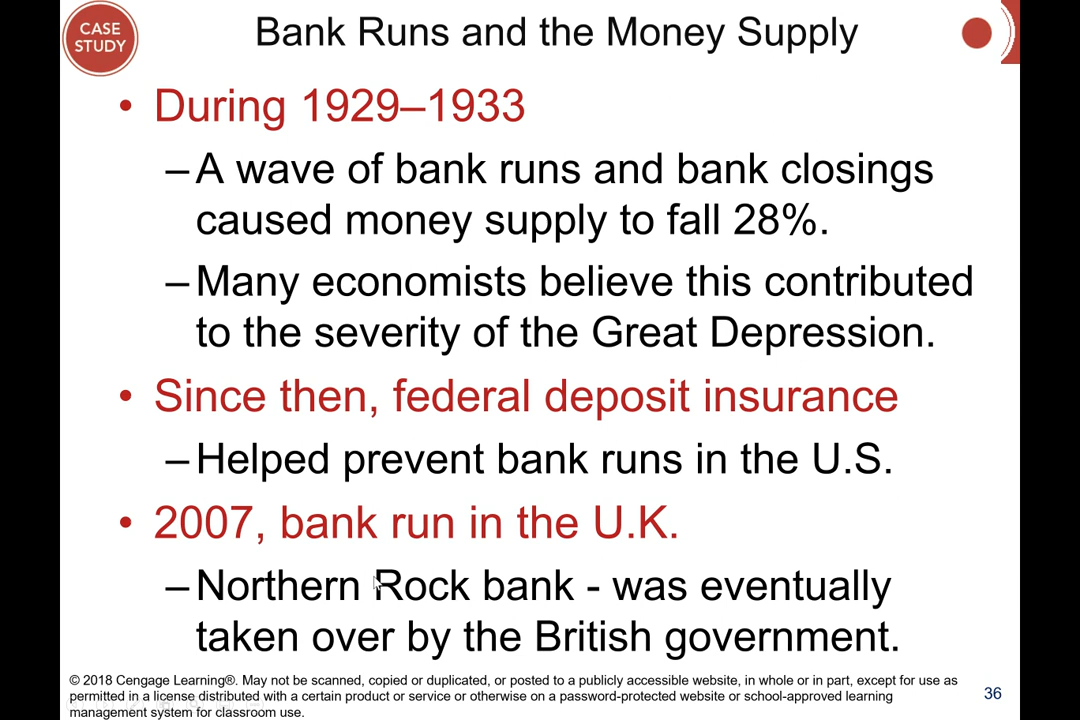 CASE
STUDY
Bank Runs and the Money Supply
• During 1929–1933
–A wave of bank runs and bank closings
caused money supply to fall 28%.
–Many economists believe this contributed
to the severity of the Great Depression.
• Since then, federal deposit insurance
–Helped prevent bank runs in the U.S.
• 2007, bank run in the U.K.
–Northern Rock bank - was eventually
taken over by the British government.
© 2018 Cengage Learning®. May not be scanned, copied or duplicated, or posted to a publicly accessible website, in whole or in part, except for use as
permitted in a license distributed with a certain product or service or otherwise on a password-protected website or school-approved learning
management system for classroom use.
36